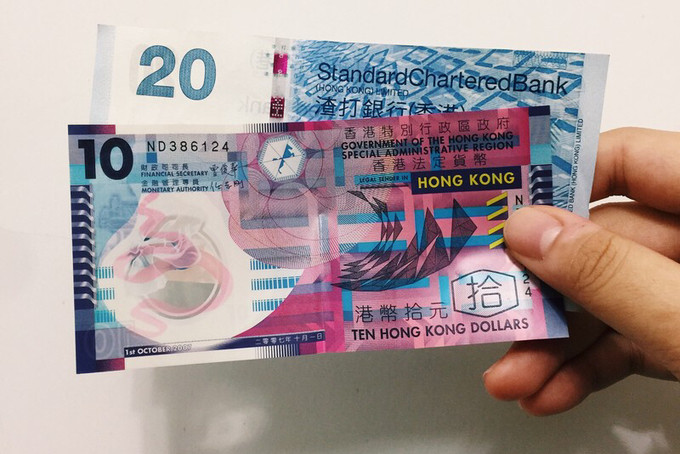 20
StandardCharteredBank
(HONG KONG) LIMITED
渣打銀行(香港)
10
ND386124
財政司司長
FINANCIAL SECRETARY
金融管理專員
MONETARY AUTHORITY
香港特別行政區政府
GOVERNMENT OF THE HONG KONG
SPECIAL ADMINISTRATIVE REGION
香港法定貨幣
LEGAL TENDER IN
HONG KONG
拾
港幣拾元
TEN HONG KONG DOLLARS
1ST OCTOBER 2007
二零零七年十月一日